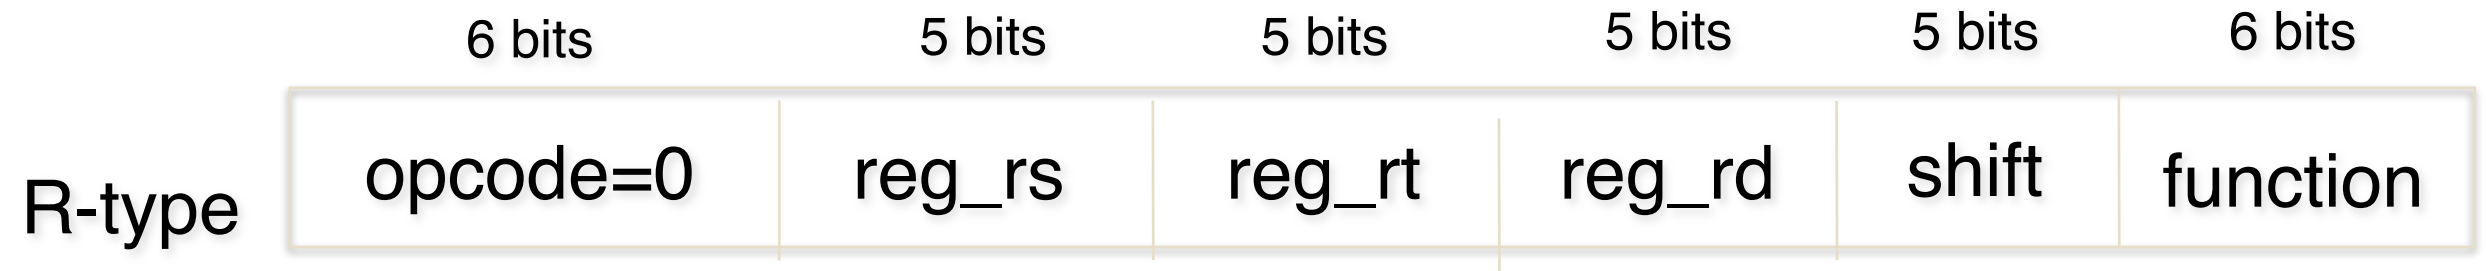 6 bits 5 bits 5 bits 5 bits 5 bits 6 bits
R-type opcode=0 reg_rs reg_rt reg_rd shift function